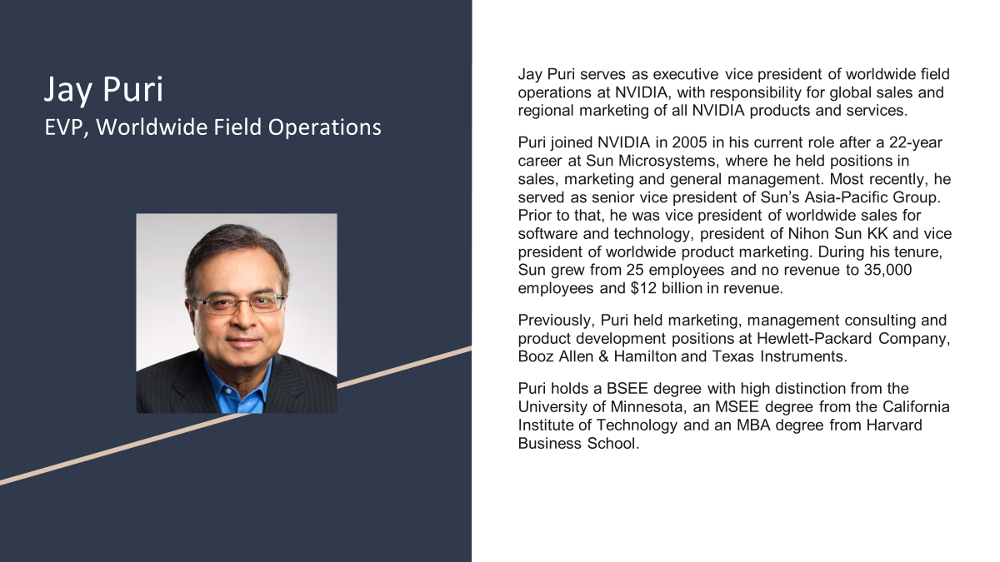 Jay Puri
EVP, Worldwide Field Operations
Jay Puri serves as executive vice president of worldwide field
operations at NVIDIA, with responsibility for global sales and
regional marketing of all NVIDIA products and services.
Puri joined NVIDIA in 2005 in his current role after a 22-year
career at Sun Microsystems, where he held positions in
sales, marketing and general management. Most recently, he
served as senior vice president of Sun’s Asia-Pacific Group.
Prior to that, he was vice president of worldwide sales for
software and technology, president of Nihon Sun KK and vice
president of worldwide product marketing. During his tenure,
Sun grew from 25 employees and no revenue to 35,000
employees and $12 billion in revenue.
Previously, Puri held marketing, management consulting and
product development positions at Hewlett-Packard Company,
Booz Allen & Hamilton and Texas Instruments.
Puri holds a BSEE degree with high distinction from the
University of Minnesota, an MSEE degree from the California
Institute of Technology and an MBA degree from Harvard
Business School.